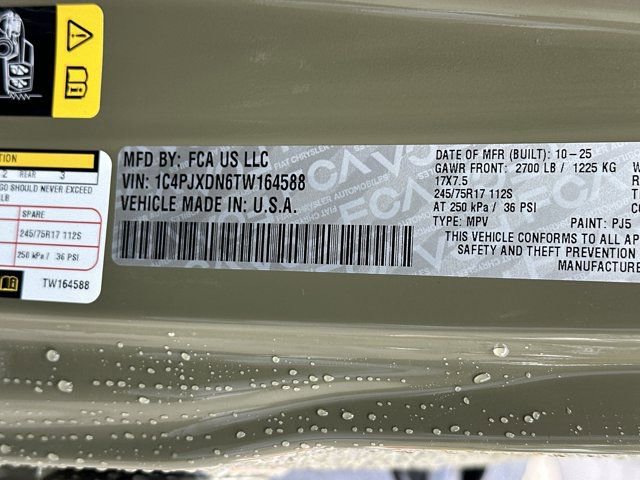 TION
2 REAR 3
GO SHOULD NEVER EXCEED
LB
SPARE
245/75R17 112S
250 kPa / 36 PSI
TW164588
MFD BY: FCA US LLC
VIN: 1C4PJXDN6TW164588
VEHICLE MADE IN: U.S.A.
DATE OF MFR (BUILT): 10-25
GAWR FRONT: 2700 LB / 1225 KG
17X7.5
245/75R17 112S
AT 250 kPa / 36 PSI
TYPE: MPV PAINT: PJ5
THIS VEHICLE CONFORMS TO ALL AP
SAFETY AND THEFT PREVENTION
MANUFACTURE